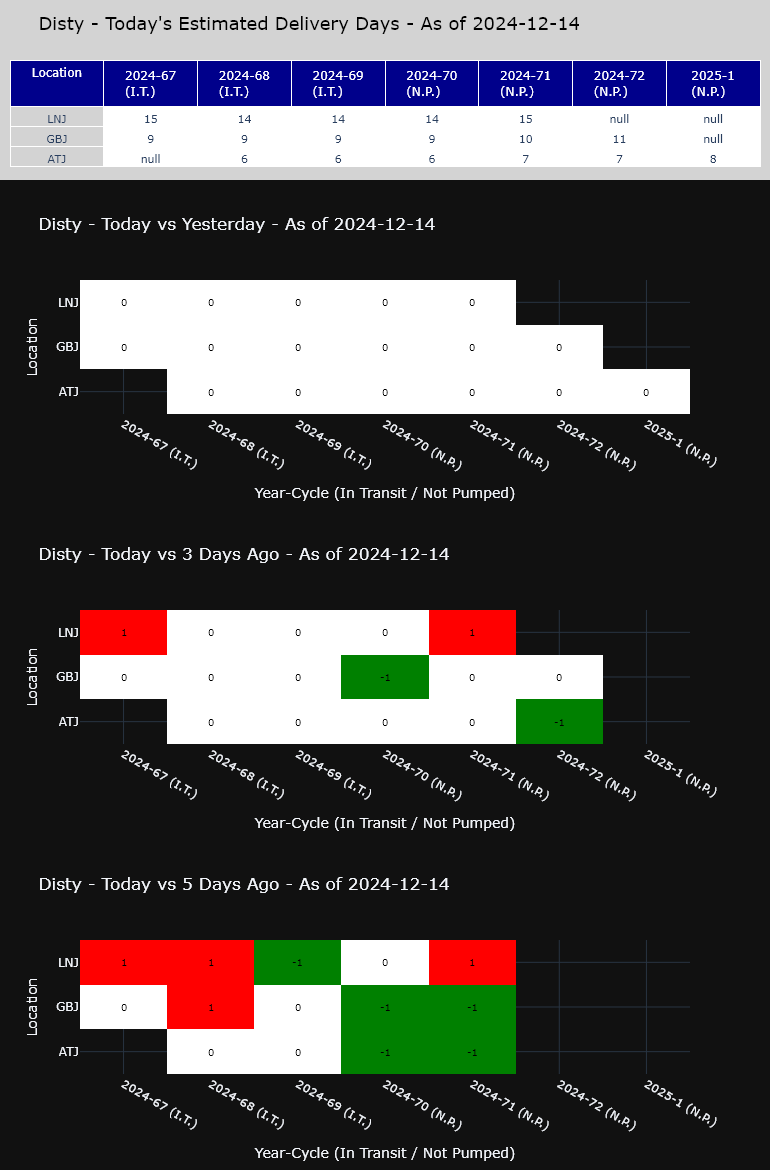 Disty - Today's Estimated Delivery Days - As of 2024-12-14
Location 2024-67 (I.T.) 2024-68 (I.T.) 2024-69 (I.T.) 2024-70 (N.P.) 2024-71 (N.P.) 2024-72 (N.P.) 2025-1 (N.P.)
LNJ 15 14 14 14 15 null null
GBJ 9 9 9 9 10 11 null
ATJ null 6 6 6 7 7 8
Disty - Today vs Yesterday - As of 2024-12-14
Location
LNJ 0 0 0 0 0
GBJ 0 0 0 0 0 0
ATJ 0 0 0 0 0 0
2024-67 (I.T.) 2024-68 (I.T.) 2024-69 (I.T.) 2024-70 (N.P.) 2024-71 (N.P.) 2024-72 (N.P.) 2025-1 (N.P.)
Year-Cycle (In Transit / Not Pumped)
Disty - Today vs 3 Days Ago - As of 2024-12-14
Location
LNJ 1 0 0 0 1
GBJ 0 0 0 -1 0 0
ATJ 0 0 0 0 -1
2024-67 (I.T.) 2024-68 (I.T.) 2024-69 (I.T.) 2024-70 (N.P.) 2024-71 (N.P.) 2024-72 (N.P.) 2025-1 (N.P.)
Year-Cycle (In Transit / Not Pumped)
Disty - Today vs 5 Days Ago - As of 2024-12-14
Location
LNJ 1 1 -1 0 1
GBJ 0 1 0 -1 -1
ATJ 0 0 -1 -1
2024-67 (I.T.) 2024-68 (I.T.) 2024-69 (I.T.) 2024-70 (N.P.) 2024-71 (N.P.) 2024-72 (N.P.) 2025-1 (N.P.)
Year-Cycle (In Transit / Not Pumped)